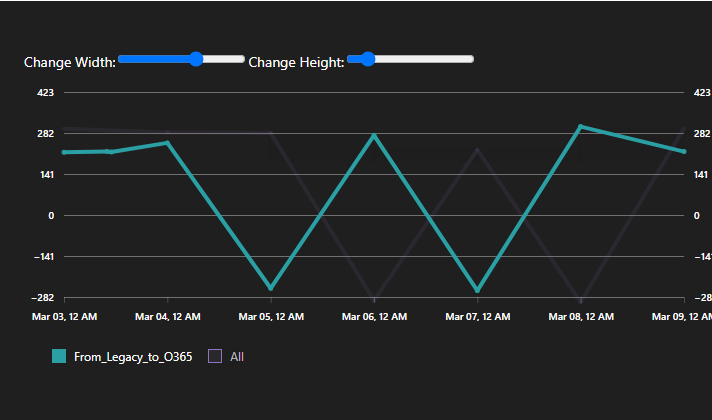 Change Width: Change Height:
423 423
282 282
141 141
0 0
−141 −141
−282 −282
Mar 03, 12 AM Mar 04, 12 AM Mar 05, 12 AM Mar 06, 12 AM Mar 07, 12 AM Mar 08, 12 AM Mar 09, 12 AM
From_Legacy_to_O365 All